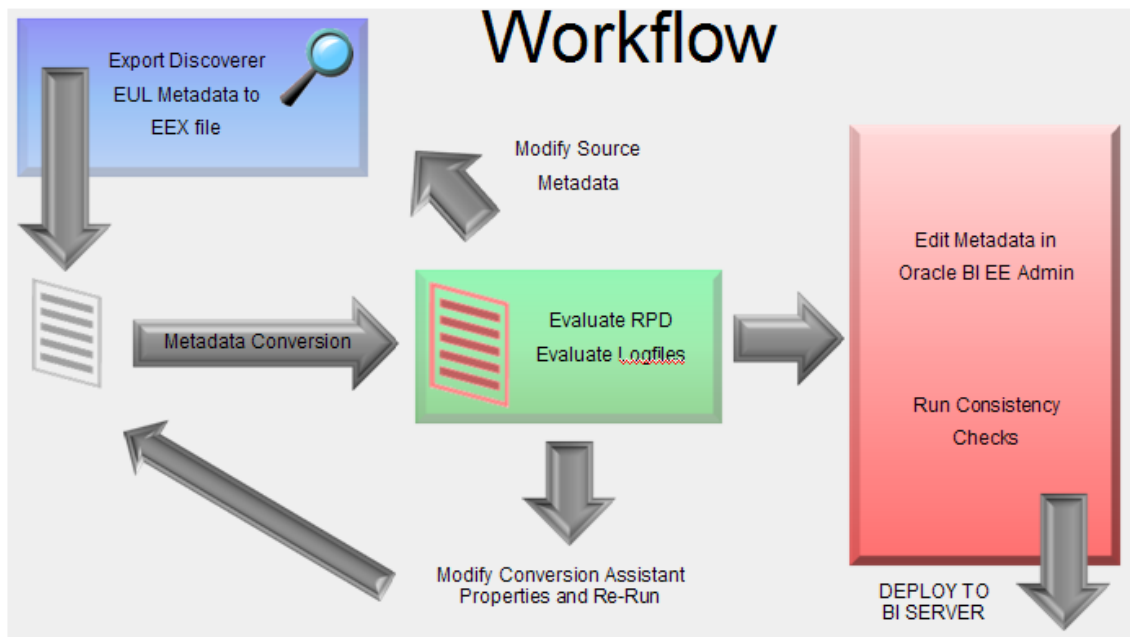 Workflow
Export Discoverer
EUL Metadata to
EEX file
Modify Source
Metadata
Metadata Conversion
Evaluate RPD
Evaluate Logfiles
Edit Metadata in
Oracle BI EE Admin
Run Consistency
Checks
Modify Conversion Assistant
Properties and Re-Run
DEPLOY TO
BI SERVER